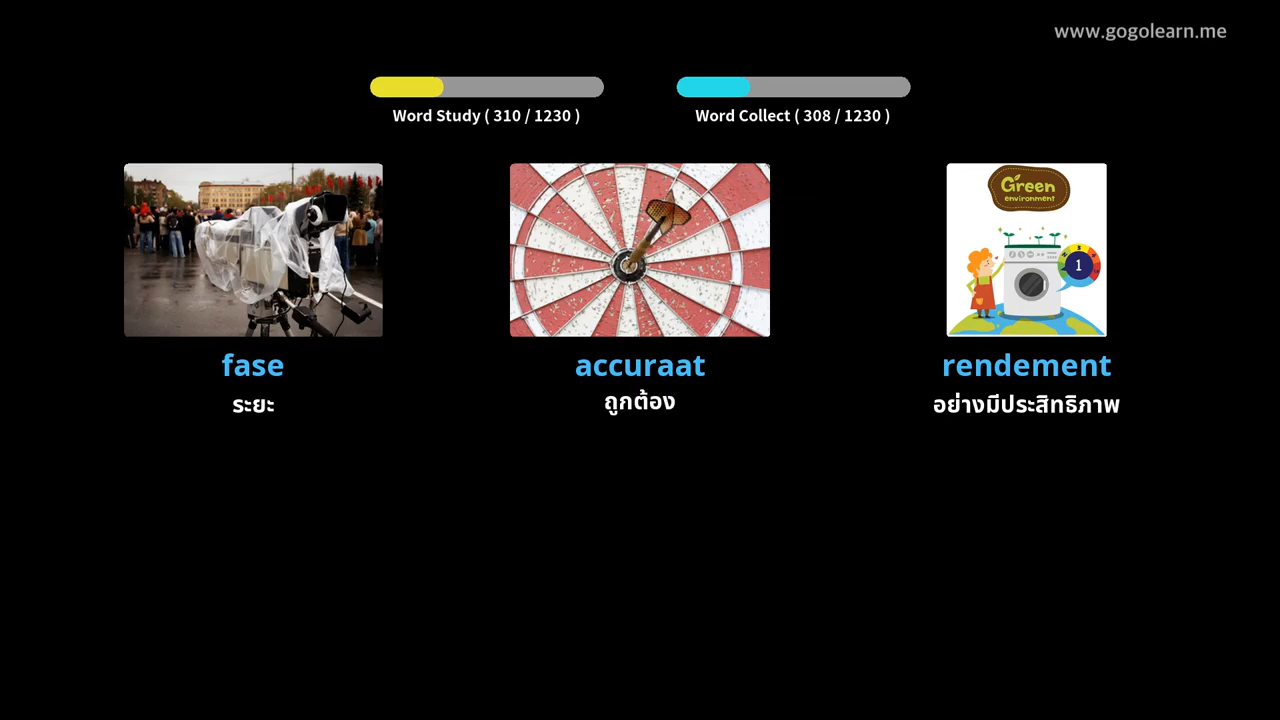 www.gogolearn.me
Word Study ( 310 / 1230 )
Word Collect ( 308 / 1230 )
Green
environment
1
fase
accuraat
rendement
ระยะ
ถูกต้อง
อย่างมีประสิทธิภาพ